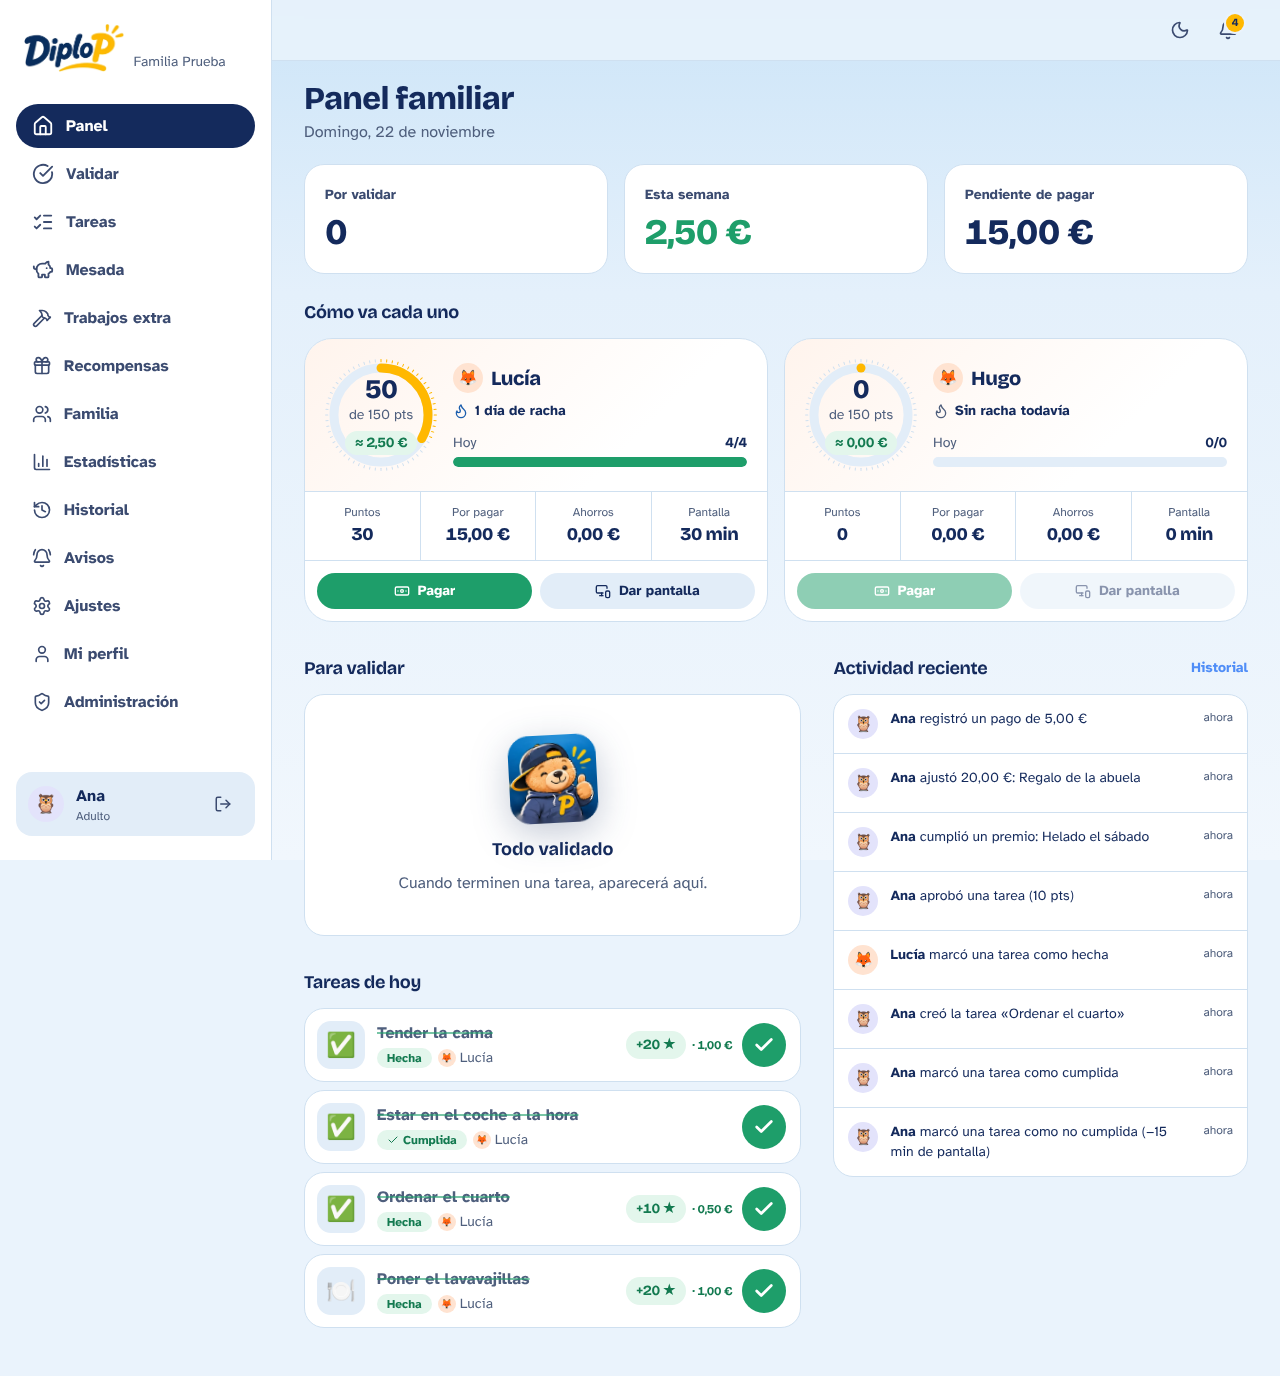 DiploP
Familia Prueba
Panel
Validar
Tareas
Mesada
Trabajos extra
Recompensas
Familia
Estadísticas
Historial
Avisos
Ajustes
Mi perfil
Administración
Ana
Adulto
4
Panel familiar
Domingo, 22 de noviembre
Por validar
0
Esta semana
2,50 €
Pendiente de pagar
15,00 €
Cómo va cada uno
50
de 150 pts
≈ 2,50 €
Lucía
1 día de racha
Hoy
4/4
Puntos
30
Por pagar
15,00 €
Ahorros
0,00 €
Pantalla
30 min
Pagar
Dar pantalla
0
de 150 pts
≈ 0,00 €
Hugo
Sin racha todavía
Hoy
0/0
Puntos
0
Por pagar
0,00 €
Ahorros
0,00 €
Pantalla
0 min
Pagar
Dar pantalla
Para validar
P
Todo validado
Cuando terminen una tarea, aparecerá aquí.
Tareas de hoy
Tender la cama
Hecha
Lucía
+20 ★
· 1,00 €
Estar en el coche a la hora
Cumplida
Lucía
Ordenar el cuarto
Hecha
Lucía
+10 ★
· 0,50 €
Poner el lavavajillas
Hecha
Lucía
+20 ★
· 1,00 €
Actividad reciente
Historial
Ana registró un pago de 5,00 €
ahora
Ana ajustó 20,00 €: Regalo de la abuela
ahora
Ana cumplió un premio: Helado el sábado
ahora
Ana aprobó una tarea (10 pts)
ahora
Lucía marcó una tarea como hecha
ahora
Ana creó la tarea «Ordenar el cuarto»
ahora
Ana marcó una tarea como cumplida
ahora
Ana marcó una tarea como no cumplida (−15
min de pantalla)
ahora